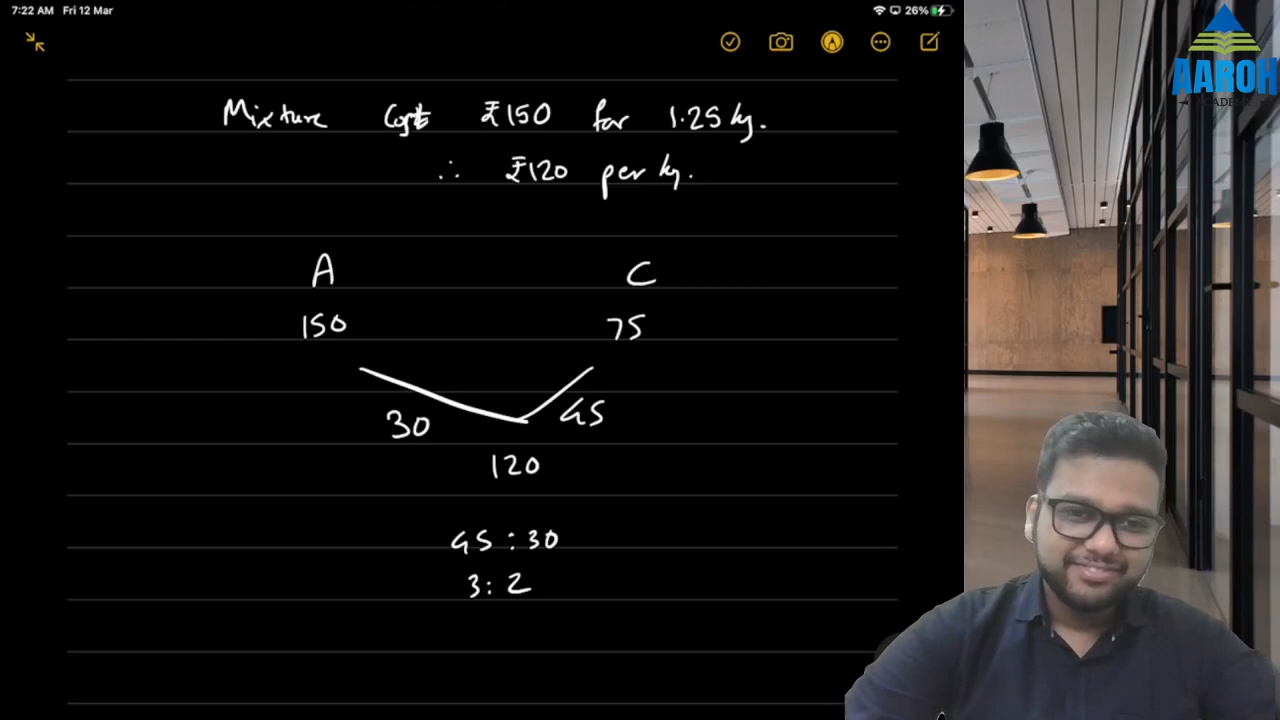 7:22 AM Fri 12 Mar
26%
AAROH
ACADEMY
Mixture Cost ₹150 for 1.25 kg.
∴ ₹120 per kg.
A C
150 75
30 45
120
45 : 30
3 : 2